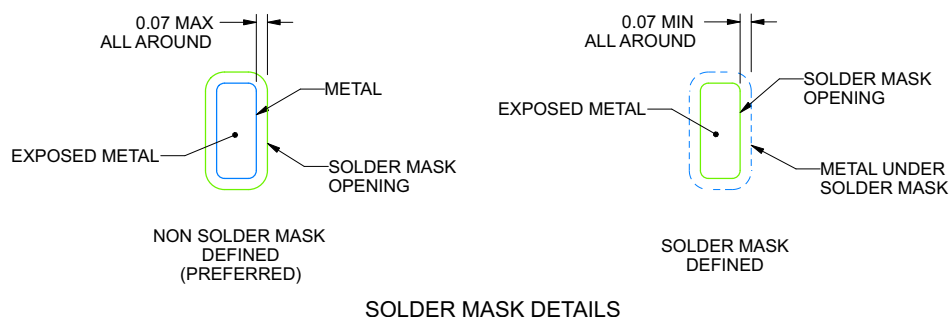 0.07 MAX
ALL AROUND
METAL
EXPOSED METAL
SOLDER MASK
OPENING
NON SOLDER MASK
DEFINED
(PREFERRED)
0.07 MIN
ALL AROUND
SOLDER MASK
OPENING
EXPOSED METAL
METAL UNDER
SOLDER MASK
SOLDER MASK
DEFINED
SOLDER MASK DETAILS